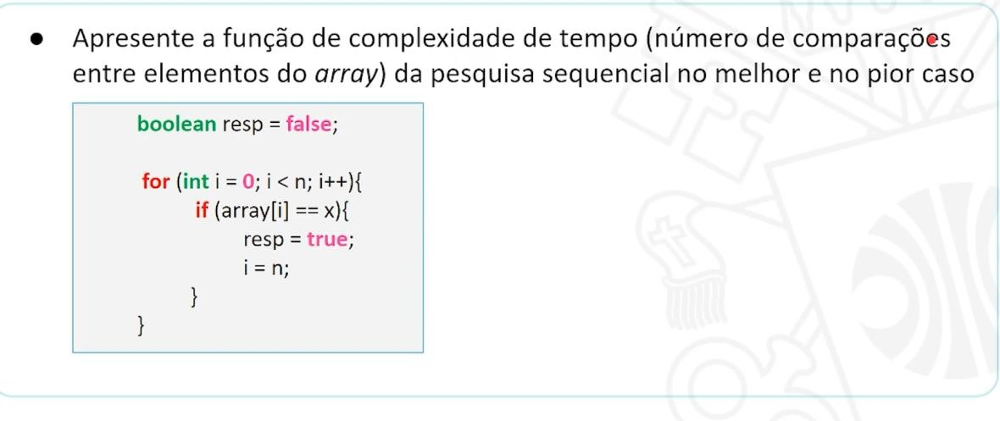 ● Apresente a função de complexidade de tempo (número de comparações
entre elementos do array) da pesquisa sequencial no melhor e no pior caso
boolean resp = false;
for (int i = 0; i < n; i++){
if (array[i] == x){
resp = true;
i = n;
}
}